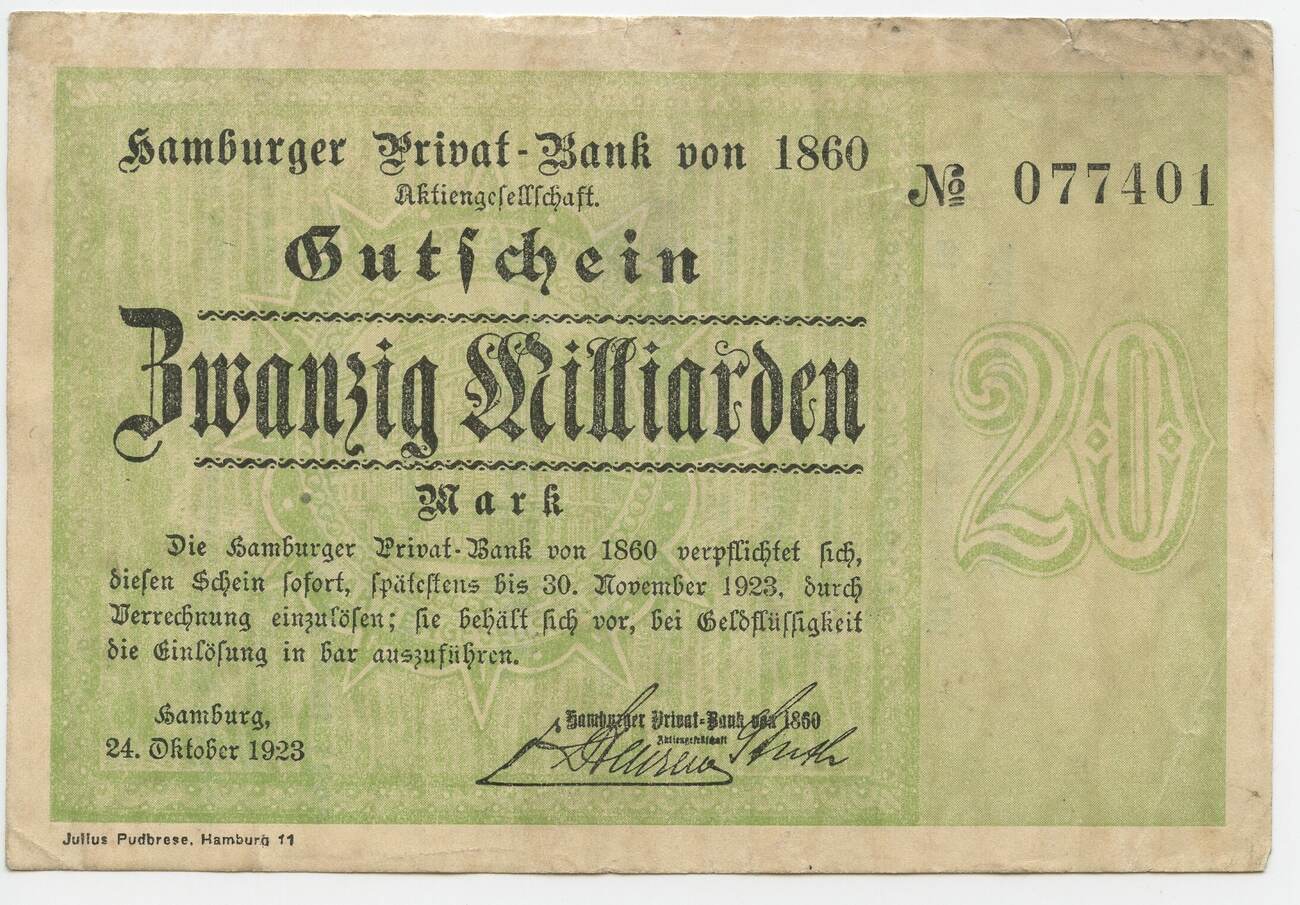 Hamburger Privat-Bank von 1860
Aktiengesellschaft.
№ 077401
Gutschein
Zwanzig Milliarden
Mark
20
Die Hamburger Privat-Bank von 1860 verpflichtet sich,
diesen Schein sofort, spätestens bis 30. November 1923, durch
Verrechnung einzulösen; sie behält sich vor, bei Geldflüssigkeit
die Einlösung in bar auszuführen.
Hamburg,
24. Oktober 1923
Hamburger Privat-Bank von 1860
Aktiengesellschaft
Julius Pudbrese, Hamburg 11